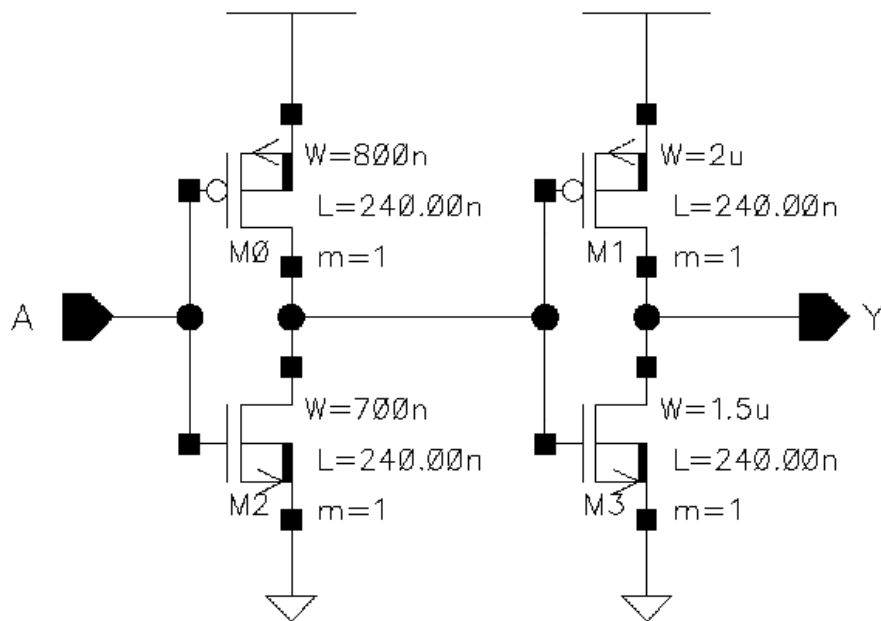 W=800n
L=240.00n
M0
m=1
W=2u
L=240.00n
M1
m=1
A
Y
W=700n
L=240.00n
M2
m=1
W=1.5u
L=240.00n
M3
m=1